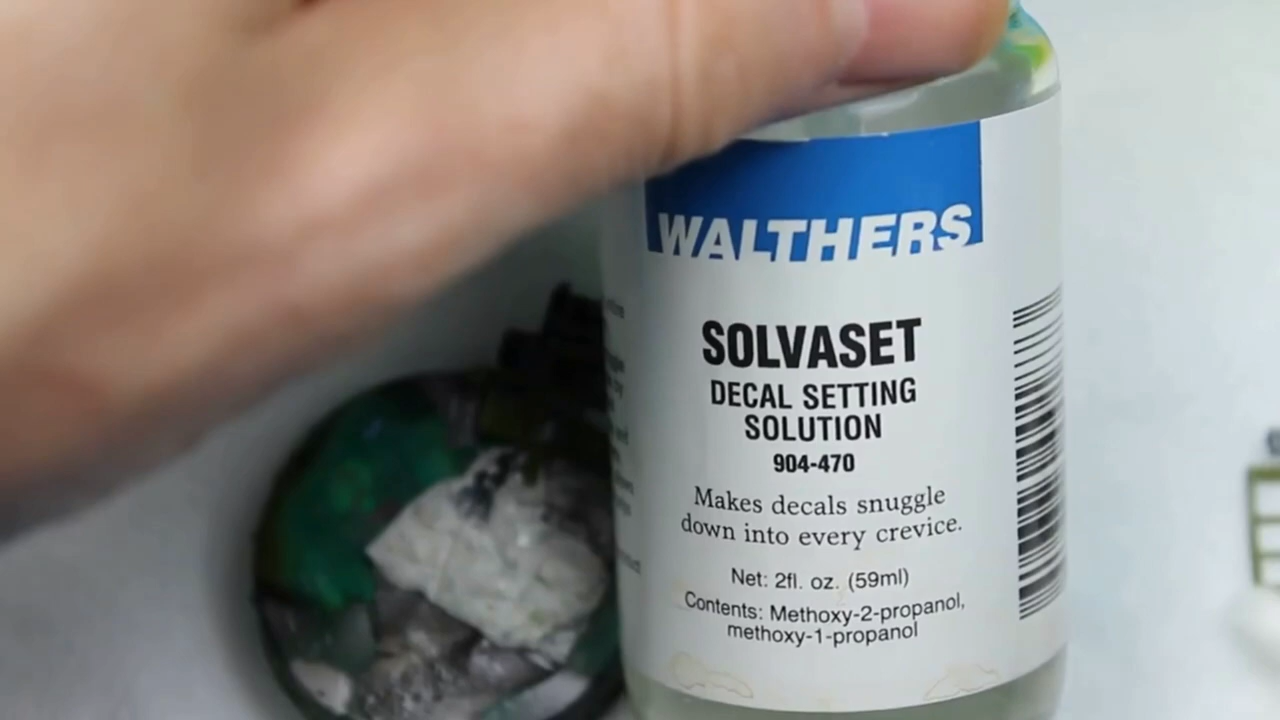 WALTHERS
SOLVASET
DECAL SETTING
SOLUTION
904-470
Makes decals snuggle
down into every crevice.
Net: 2fl. oz. (59ml)
Contents: Methoxy-2-propanol,
methoxy-1-propanol